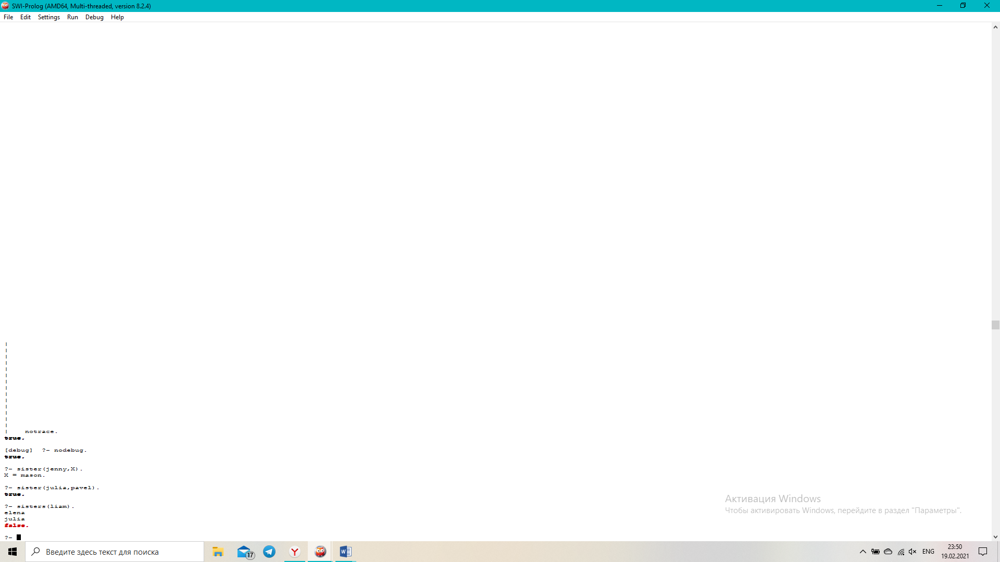 SWI-Prolog (AMD64, Multi-threaded, version 8.2.4)
File Edit Settings Run Debug Help
| notrace.
true.
[debug] ?- nodebug.
true.
?- sister(jenny,X).
X = mason.
?- sister(julia,pavel).
true.
?- sisters(liam).
elena
julia
false.
?-
Активация Windows
Чтобы активировать Windows, перейдите в раздел "Параметры".
Введите здесь текст для поиска
17
ENG
23:50
19.02.2021